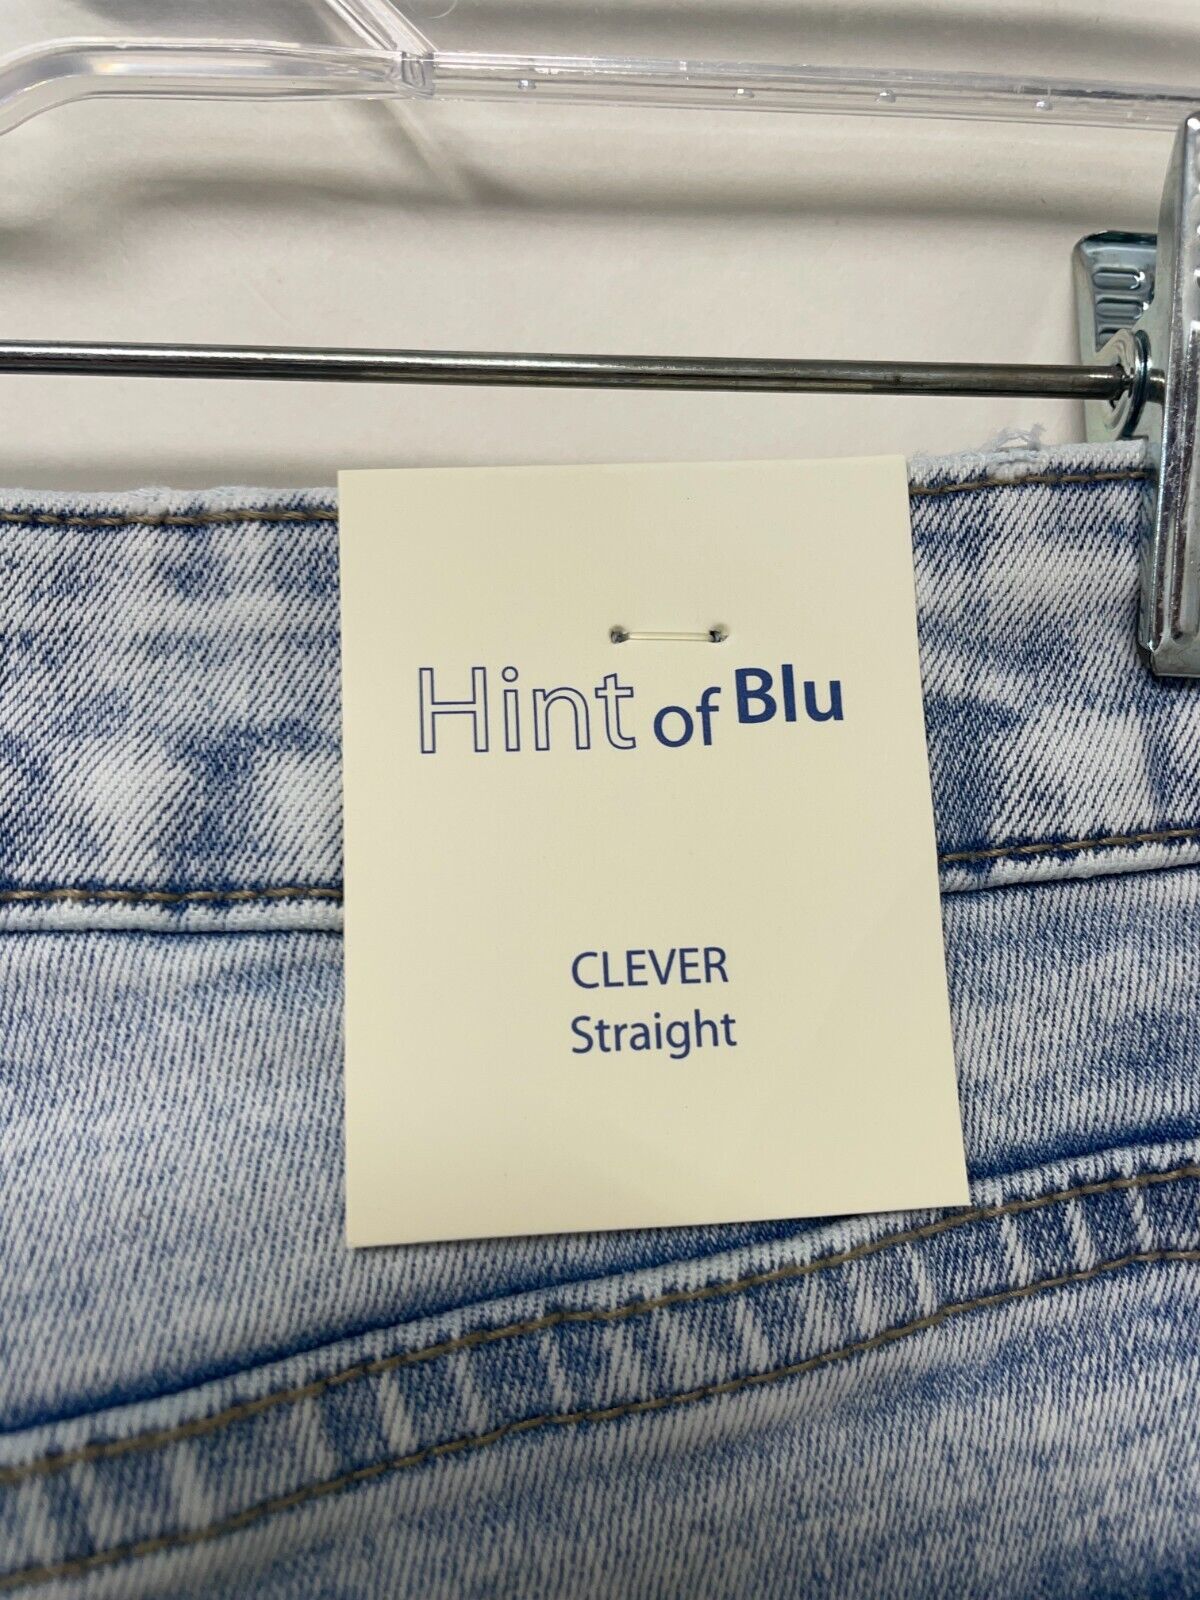 Hint of Blu
CLEVER
Straight